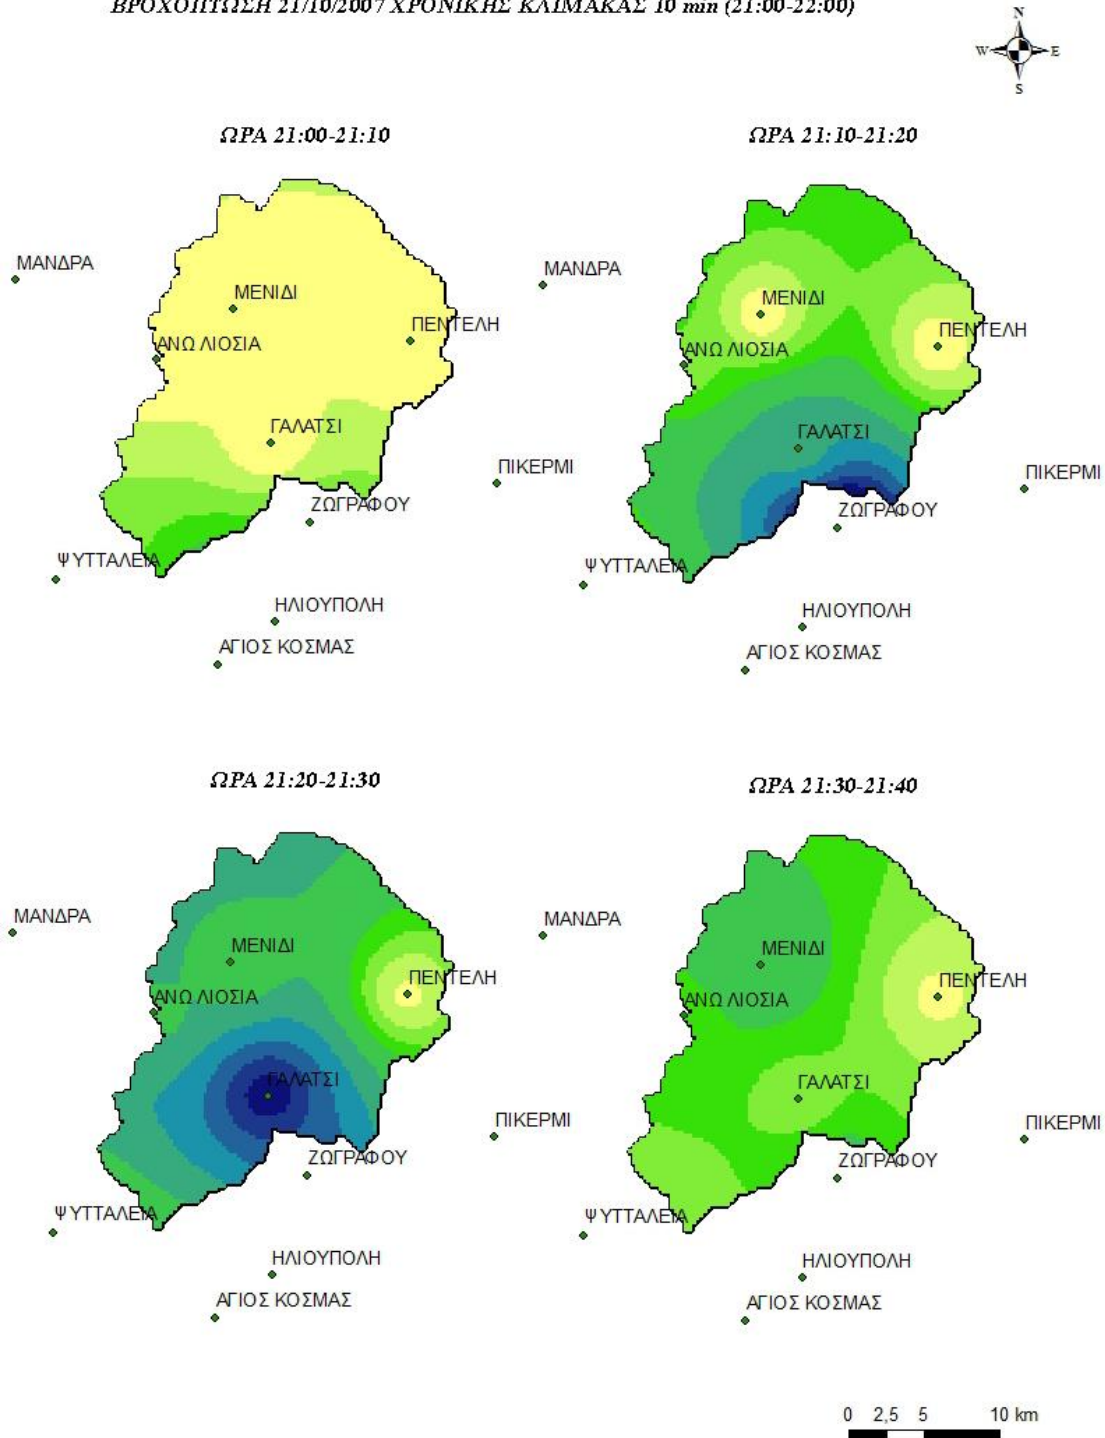 ΒΡΟΧΟΠΤΩΣΗ 21/10/2007 ΧΡΟΝΙΚΗΣ ΚΛΙΜΑΚΑΣ 10 min (21:00-22:00)
N
W E
S
ΩΡΑ 21:00-21:10
ΜΑΝΔΡΑ
ΜΕΝΙΔΙ
ΠΕΝΤΕΛΗ
ΑΝΩ ΛΙΟΣΙΑ
ΓΑΛΑΤΣΙ
ΠΙΚΕΡΜΙ
ΖΩΓΡΑΦΟΥ
ΨΥΤΤΑΛΕΙΑ
ΗΛΙΟΥΠΟΛΗ
ΑΓΙΟΣ ΚΟΣΜΑΣ
ΩΡΑ 21:10-21:20
ΜΑΝΔΡΑ
ΜΕΝΙΔΙ
ΠΕΝΤΕΛΗ
ΑΝΩ ΛΙΟΣΙΑ
ΓΑΛΑΤΣΙ
ΠΙΚΕΡΜΙ
ΖΩΓΡΑΦΟΥ
ΨΥΤΤΑΛΕΙΑ
ΗΛΙΟΥΠΟΛΗ
ΑΓΙΟΣ ΚΟΣΜΑΣ
ΩΡΑ 21:20-21:30
ΜΑΝΔΡΑ
ΜΕΝΙΔΙ
ΠΕΝΤΕΛΗ
ΑΝΩ ΛΙΟΣΙΑ
ΓΑΛΑΤΣΙ
ΠΙΚΕΡΜΙ
ΖΩΓΡΑΦΟΥ
ΨΥΤΤΑΛΕΙΑ
ΗΛΙΟΥΠΟΛΗ
ΑΓΙΟΣ ΚΟΣΜΑΣ
ΩΡΑ 21:30-21:40
ΜΑΝΔΡΑ
ΜΕΝΙΔΙ
ΠΕΝΤΕΛΗ
ΑΝΩ ΛΙΟΣΙΑ
ΓΑΛΑΤΣΙ
ΠΙΚΕΡΜΙ
ΖΩΓΡΑΦΟΥ
ΨΥΤΤΑΛΕΙΑ
ΗΛΙΟΥΠΟΛΗ
ΑΓΙΟΣ ΚΟΣΜΑΣ
0 2,5 5 10 km